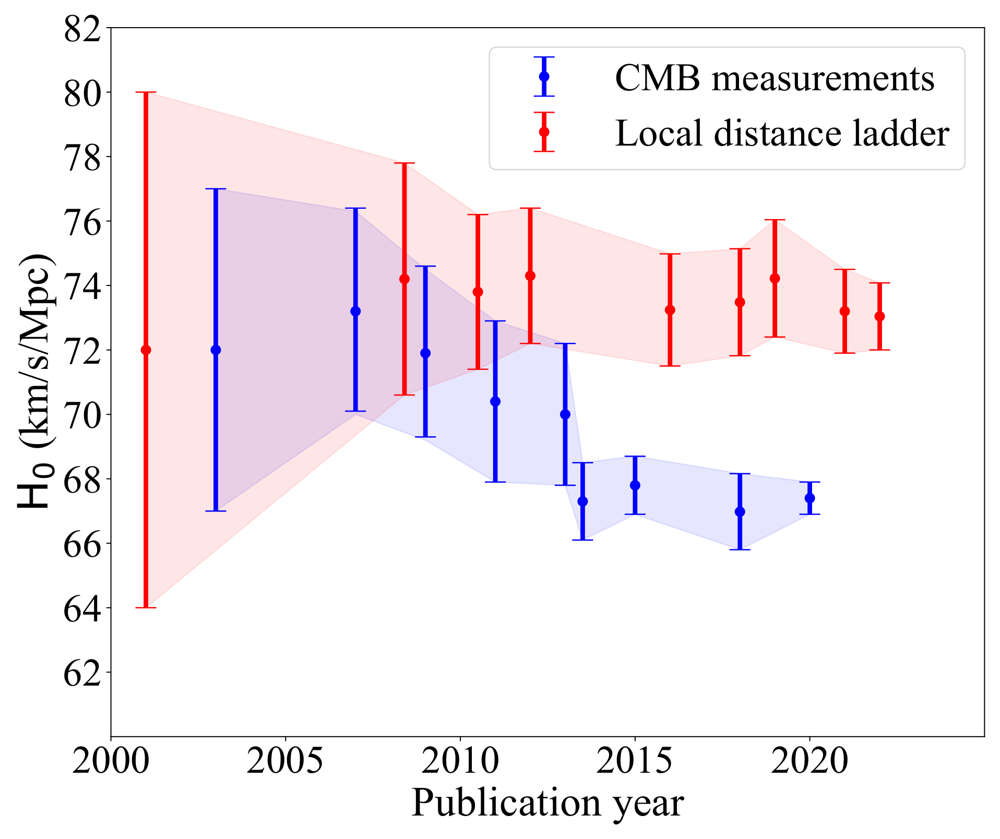 82
80
78
76
74
72
70
68
66
64
62
H₀ (km/s/Mpc)
CMB measurements
Local distance ladder
2000 2005 2010 2015 2020
Publication year